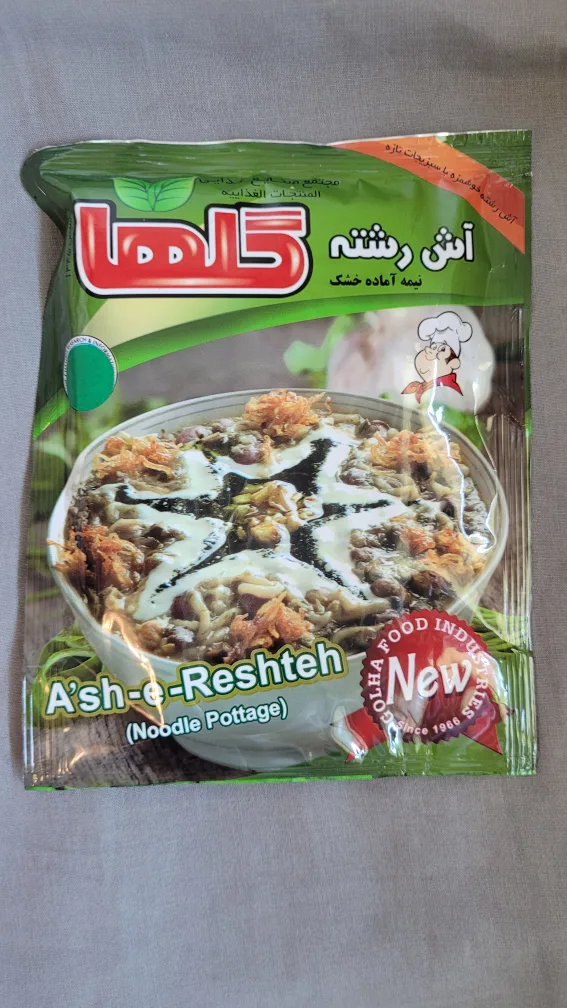 مجتمع صنایع غذایی
المنتجات الغذاییه
گلها
آش رشته خوشمزه با سبزیجات تازه
آش رشته
نیمه آماده خشک
A'sh-e-Reshteh
(Noodle Pottage)
GOLHA FOOD INDUSTRIES
New
Since 1966